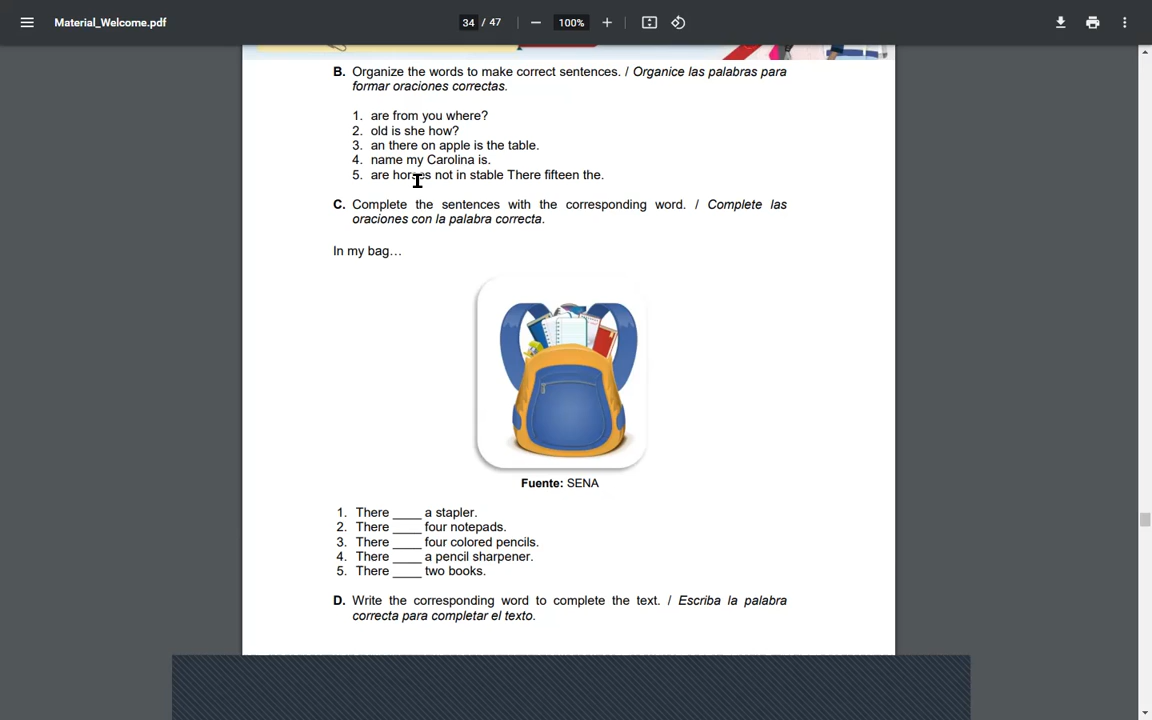 Material_Welcome.pdf
34 / 47
100%
B. Organize the words to make correct sentences. / Organice las palabras para
formar oraciones correctas.
1. are from you where?
2. old is she how?
3. an there on apple is the table.
4. name my Carolina is.
5. are horses not in stable There fifteen the.
C. Complete the sentences with the corresponding word. / Complete las
oraciones con la palabra correcta.
In my bag…
Fuente: SENA
1. There ____ a stapler.
2. There ____ four notepads.
3. There ____ four colored pencils.
4. There ____ a pencil sharpener.
5. There ____ two books.
D. Write the corresponding word to complete the text. / Escriba la palabra
correcta para completar el texto.